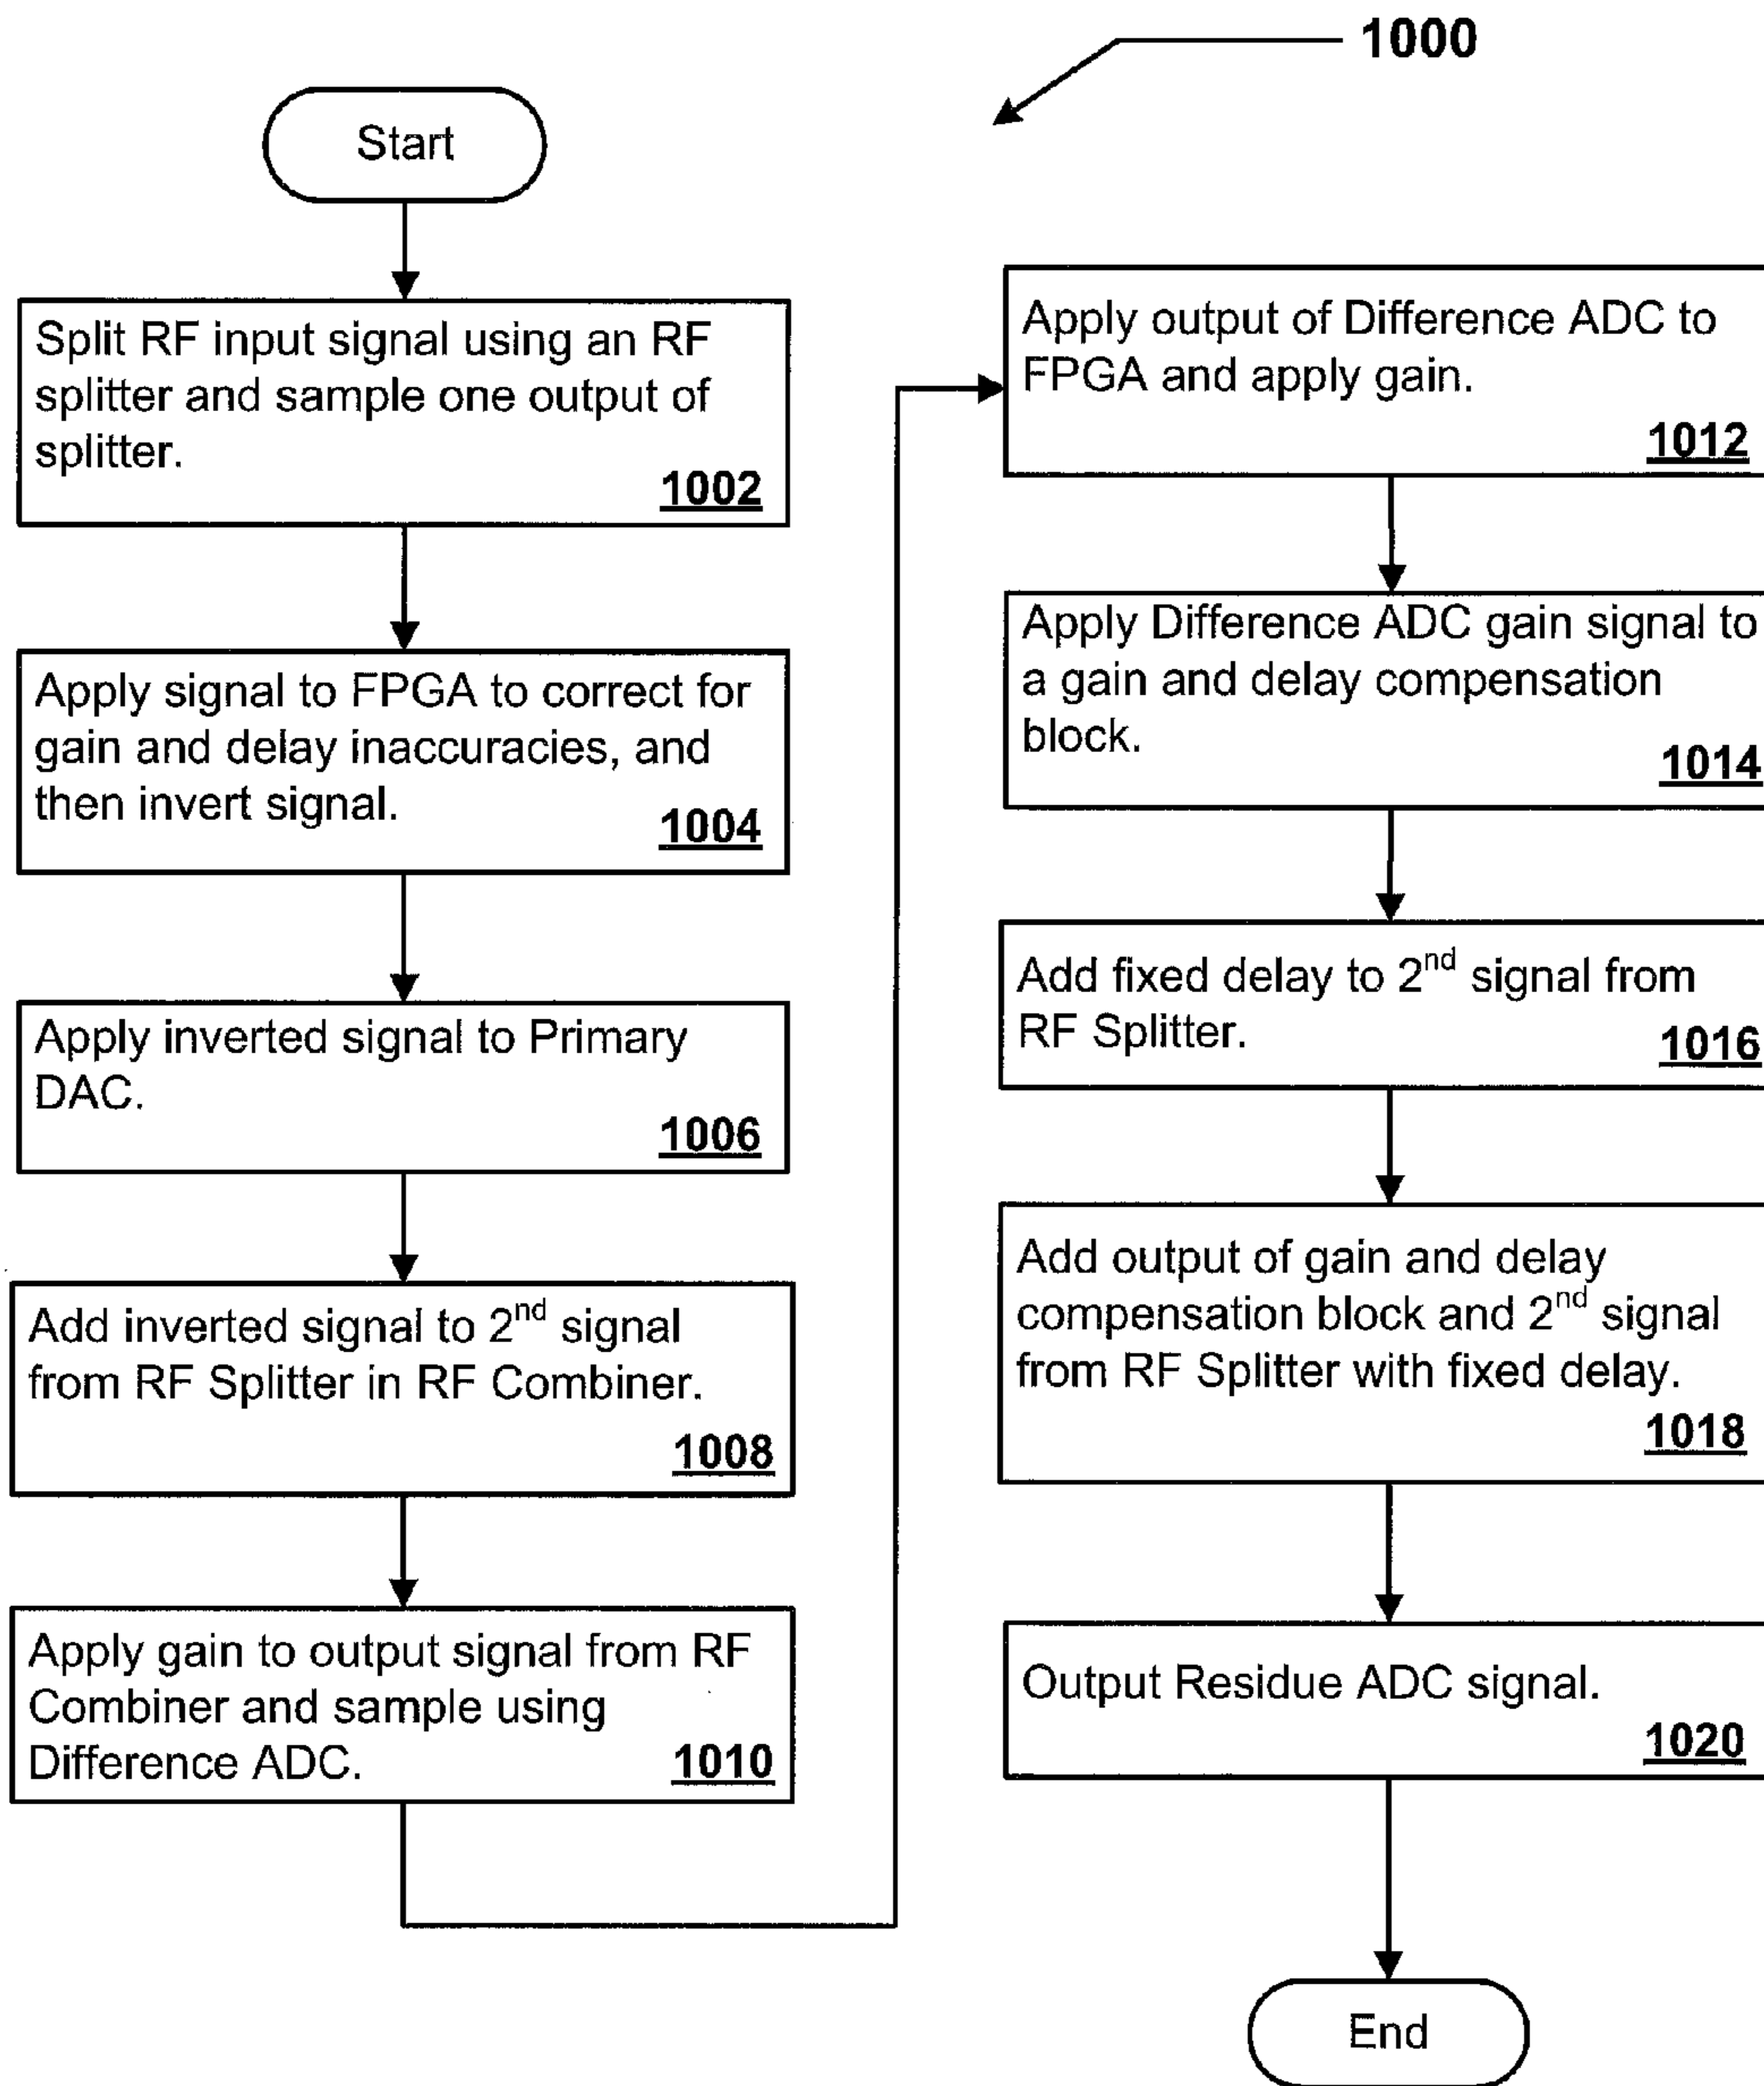 1000
Start
Split RF input signal using an RF
splitter and sample one output of
splitter.
1002
Apply signal to FPGA to correct for
gain and delay inaccuracies, and
then invert signal.
1004
Apply inverted signal to Primary
DAC.
1006
Add inverted signal to 2nd signal
from RF Splitter in RF Combiner.
1008
Apply gain to output signal from RF
Combiner and sample using
Difference ADC.
1010
Apply output of Difference ADC to
FPGA and apply gain.
1012
Apply Difference ADC gain signal to
a gain and delay compensation
block.
1014
Add fixed delay to 2nd signal from
RF Splitter.
1016
Add output of gain and delay
compensation block and 2nd signal
from RF Splitter with fixed delay.
1018
Output Residue ADC signal.
1020
End